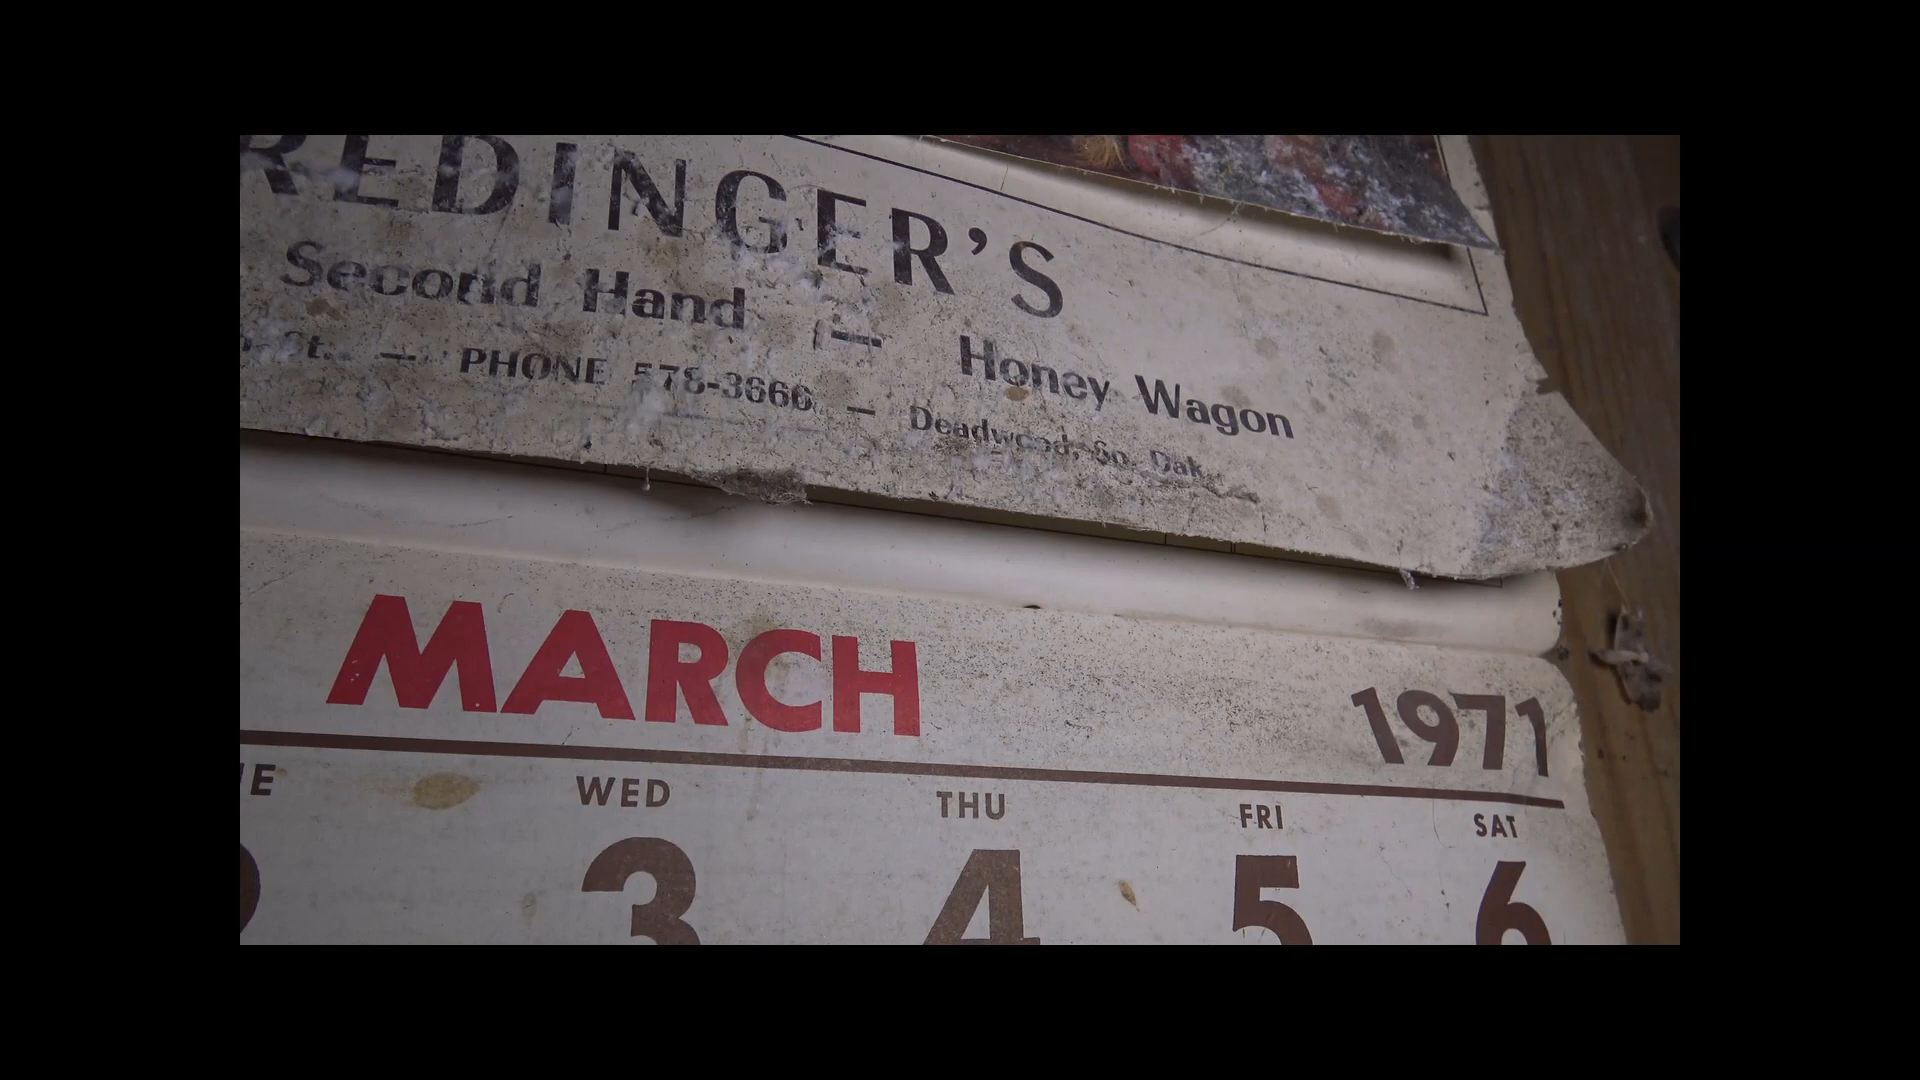 REDINGER'S
Second Hand — Honey Wagon
St. — PHONE 578-3666 — Deadwood, So. Dak.
MARCH 1971
WED THU FRI SAT
3 4 5 6